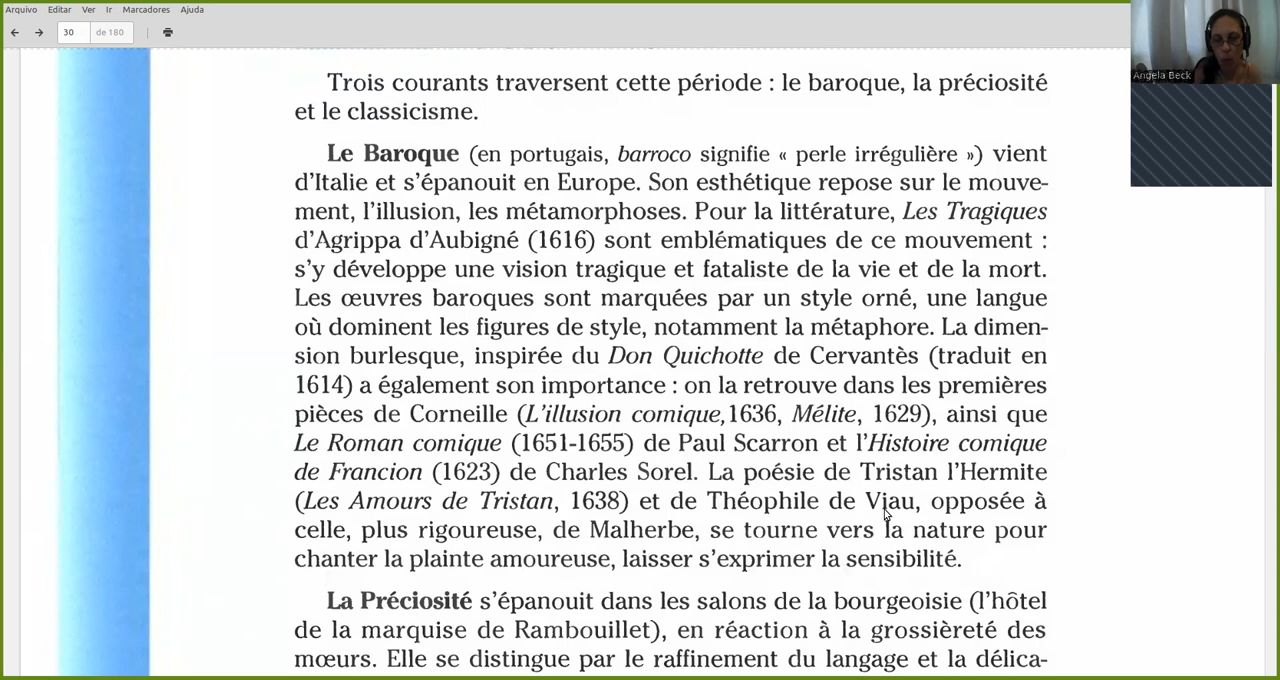 Arquivo Editar Ver Ir Marcadores Ajuda
30 de 180
Angela Beck
Trois courants traversent cette période : le baroque, la préciosité
et le classicisme.
Le Baroque (en portugais, barroco signifie « perle irrégulière ») vient
d'Italie et s'épanouit en Europe. Son esthétique repose sur le mouve-
ment, l'illusion, les métamorphoses. Pour la littérature, Les Tragiques
d'Agrippa d'Aubigné (1616) sont emblématiques de ce mouvement :
s'y développe une vision tragique et fataliste de la vie et de la mort.
Les œuvres baroques sont marquées par un style orné, une langue
où dominent les figures de style, notamment la métaphore. La dimen-
sion burlesque, inspirée du Don Quichotte de Cervantès (traduit en
1614) a également son importance : on la retrouve dans les premières
pièces de Corneille (L'illusion comique, 1636, Mélite, 1629), ainsi que
Le Roman comique (1651-1655) de Paul Scarron et l'Histoire comique
de Francion (1623) de Charles Sorel. La poésie de Tristan l'Hermite
(Les Amours de Tristan, 1638) et de Théophile de Viau, opposée à
celle, plus rigoureuse, de Malherbe, se tourne vers la nature pour
chanter la plainte amoureuse, laisser s'exprimer la sensibilité.
La Préciosité s'épanouit dans les salons de la bourgeoisie (l'hôtel
de la marquise de Rambouillet), en réaction à la grossièreté des
mœurs. Elle se distingue par le raffinement du langage et la délica-